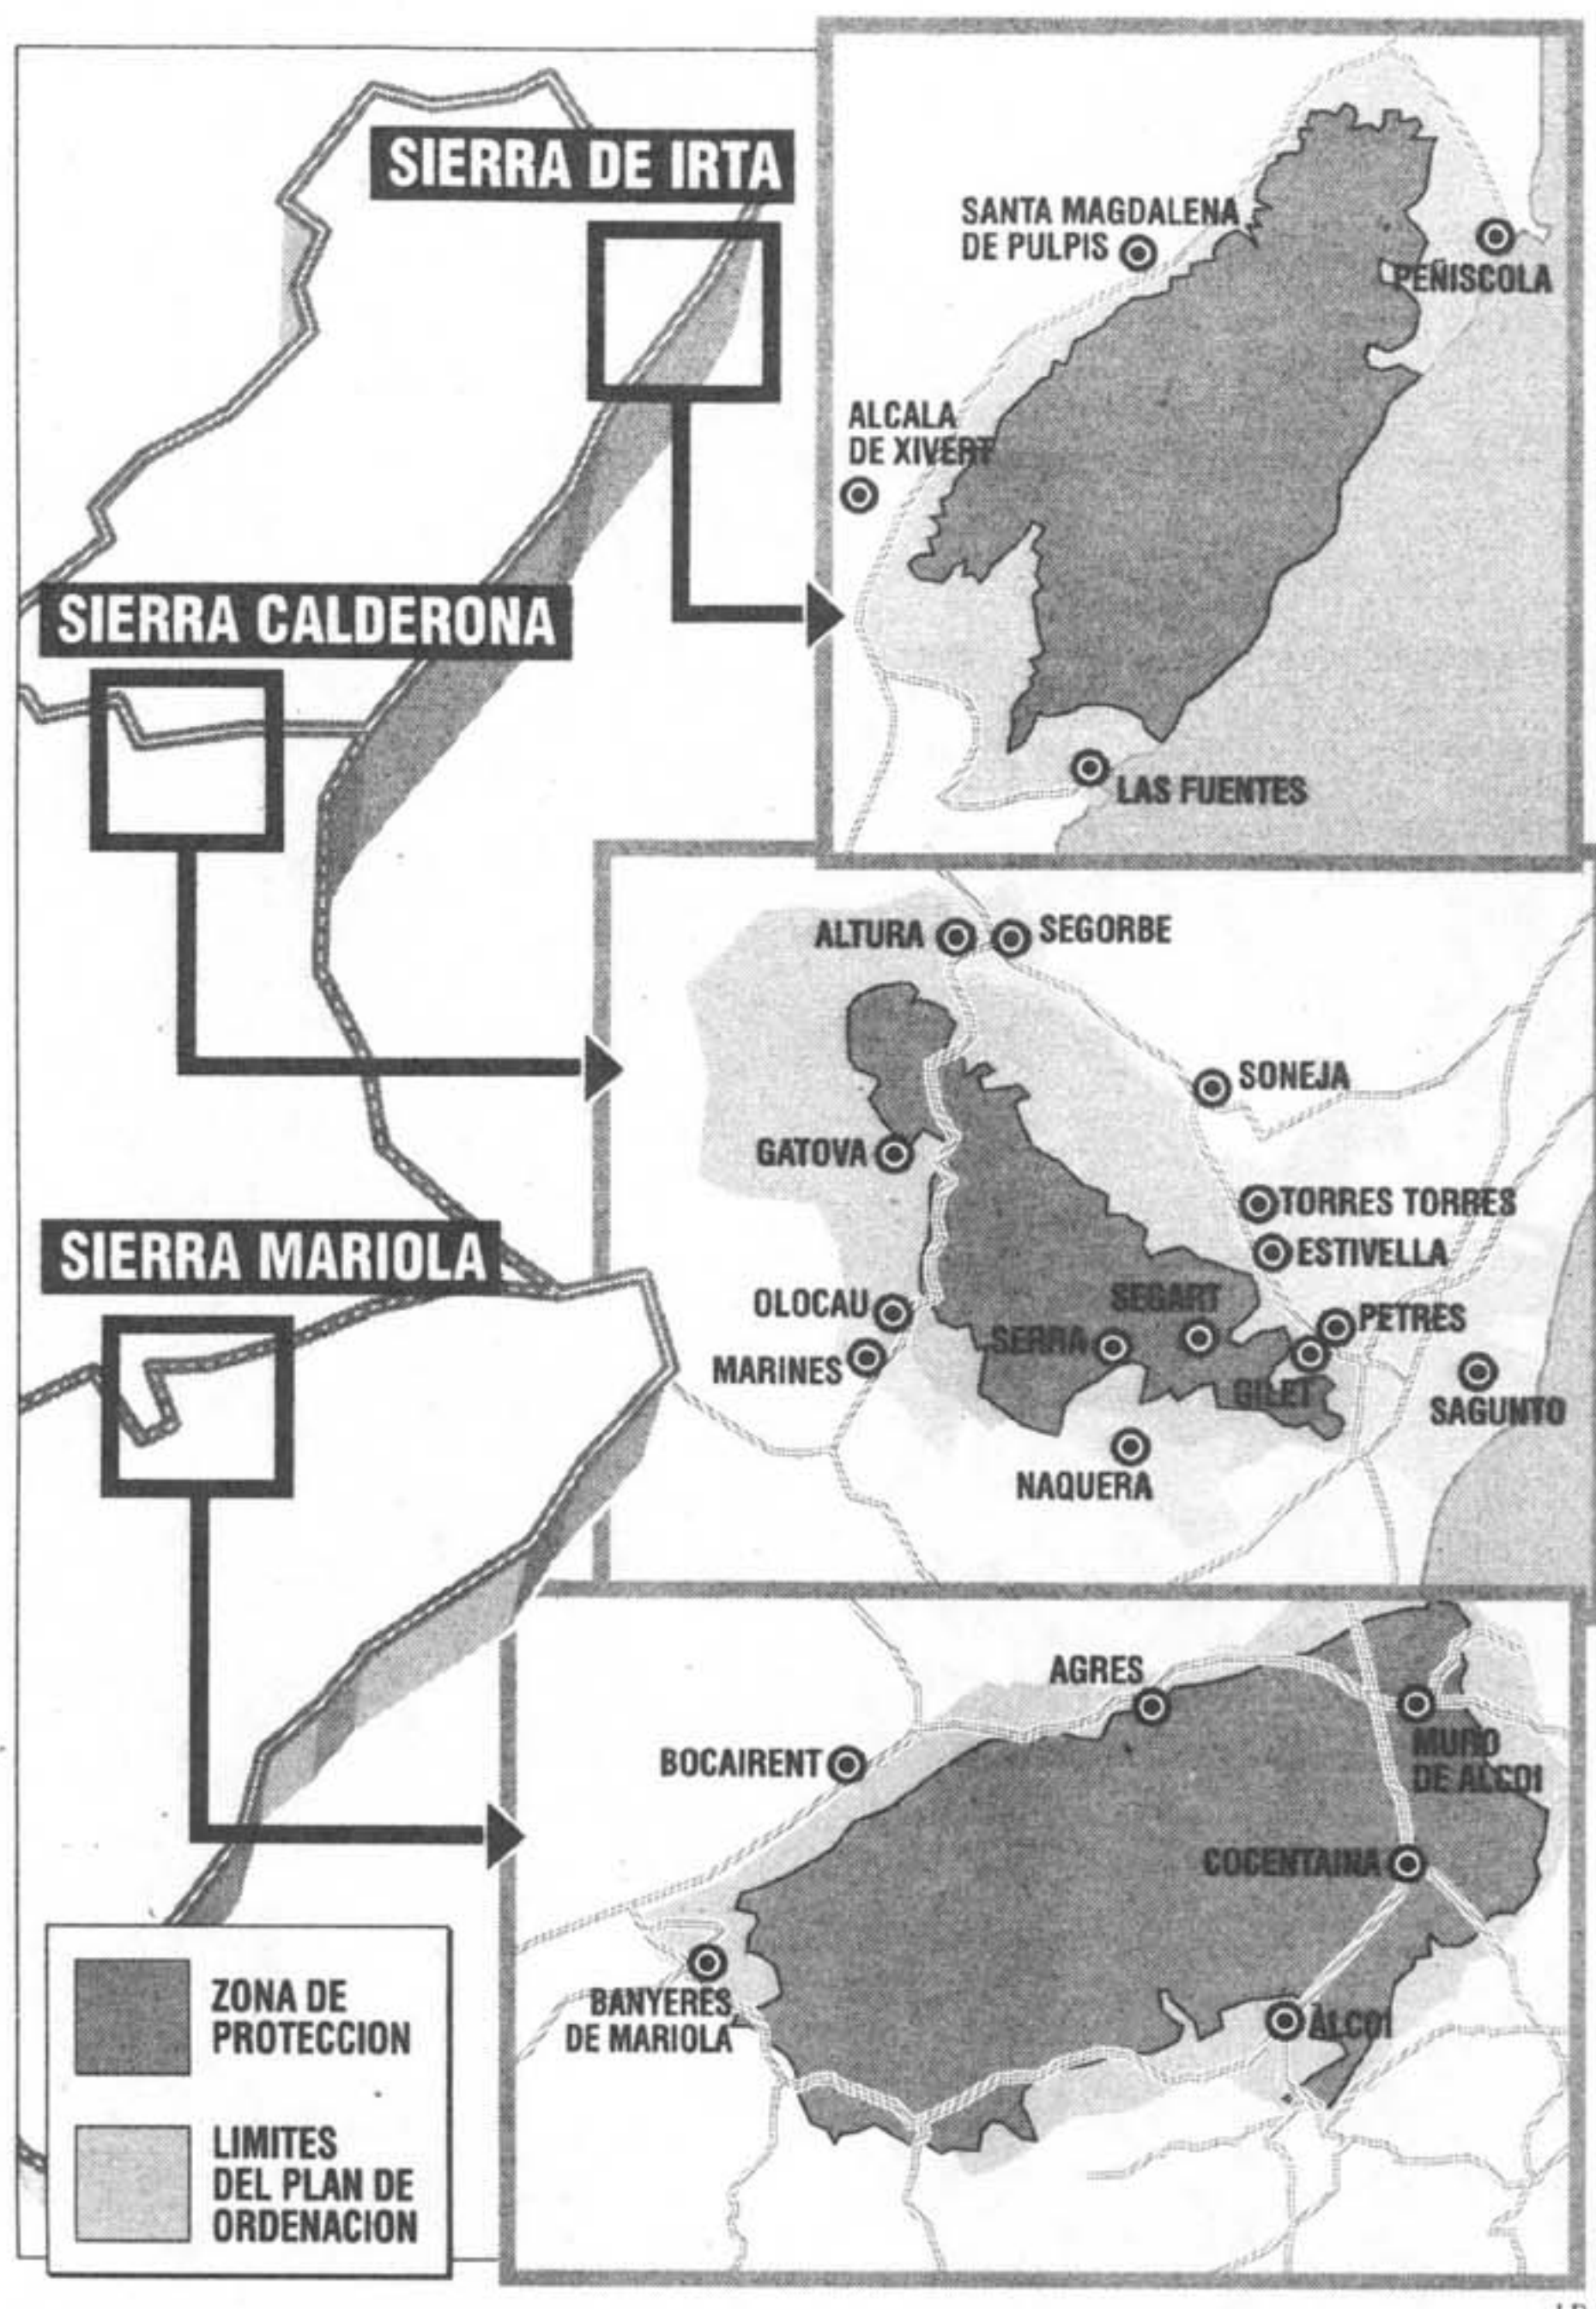 SIERRA DE IRTA
SANTA MAGDALENA
DE PULPIS
PEÑISCOLA
ALCALA
DE XIVERT
LAS FUENTES
SIERRA CALDERONA
ALTURA
SEGORBE
SONEJA
GATOVA
TORRES TORRES
ESTIVELLA
OLOCAU
SEGART
PETRES
SERRA
MARINES
GILET
SAGUNTO
NAQUERA
SIERRA MARIOLA
AGRES
BOCAIRENT
MURO
DE ALCOI
COCENTAINA
BANYERES
DE MARIOLA
ALCOI
ZONA DE
PROTECCION
LIMITES
DEL PLAN DE
ORDENACION